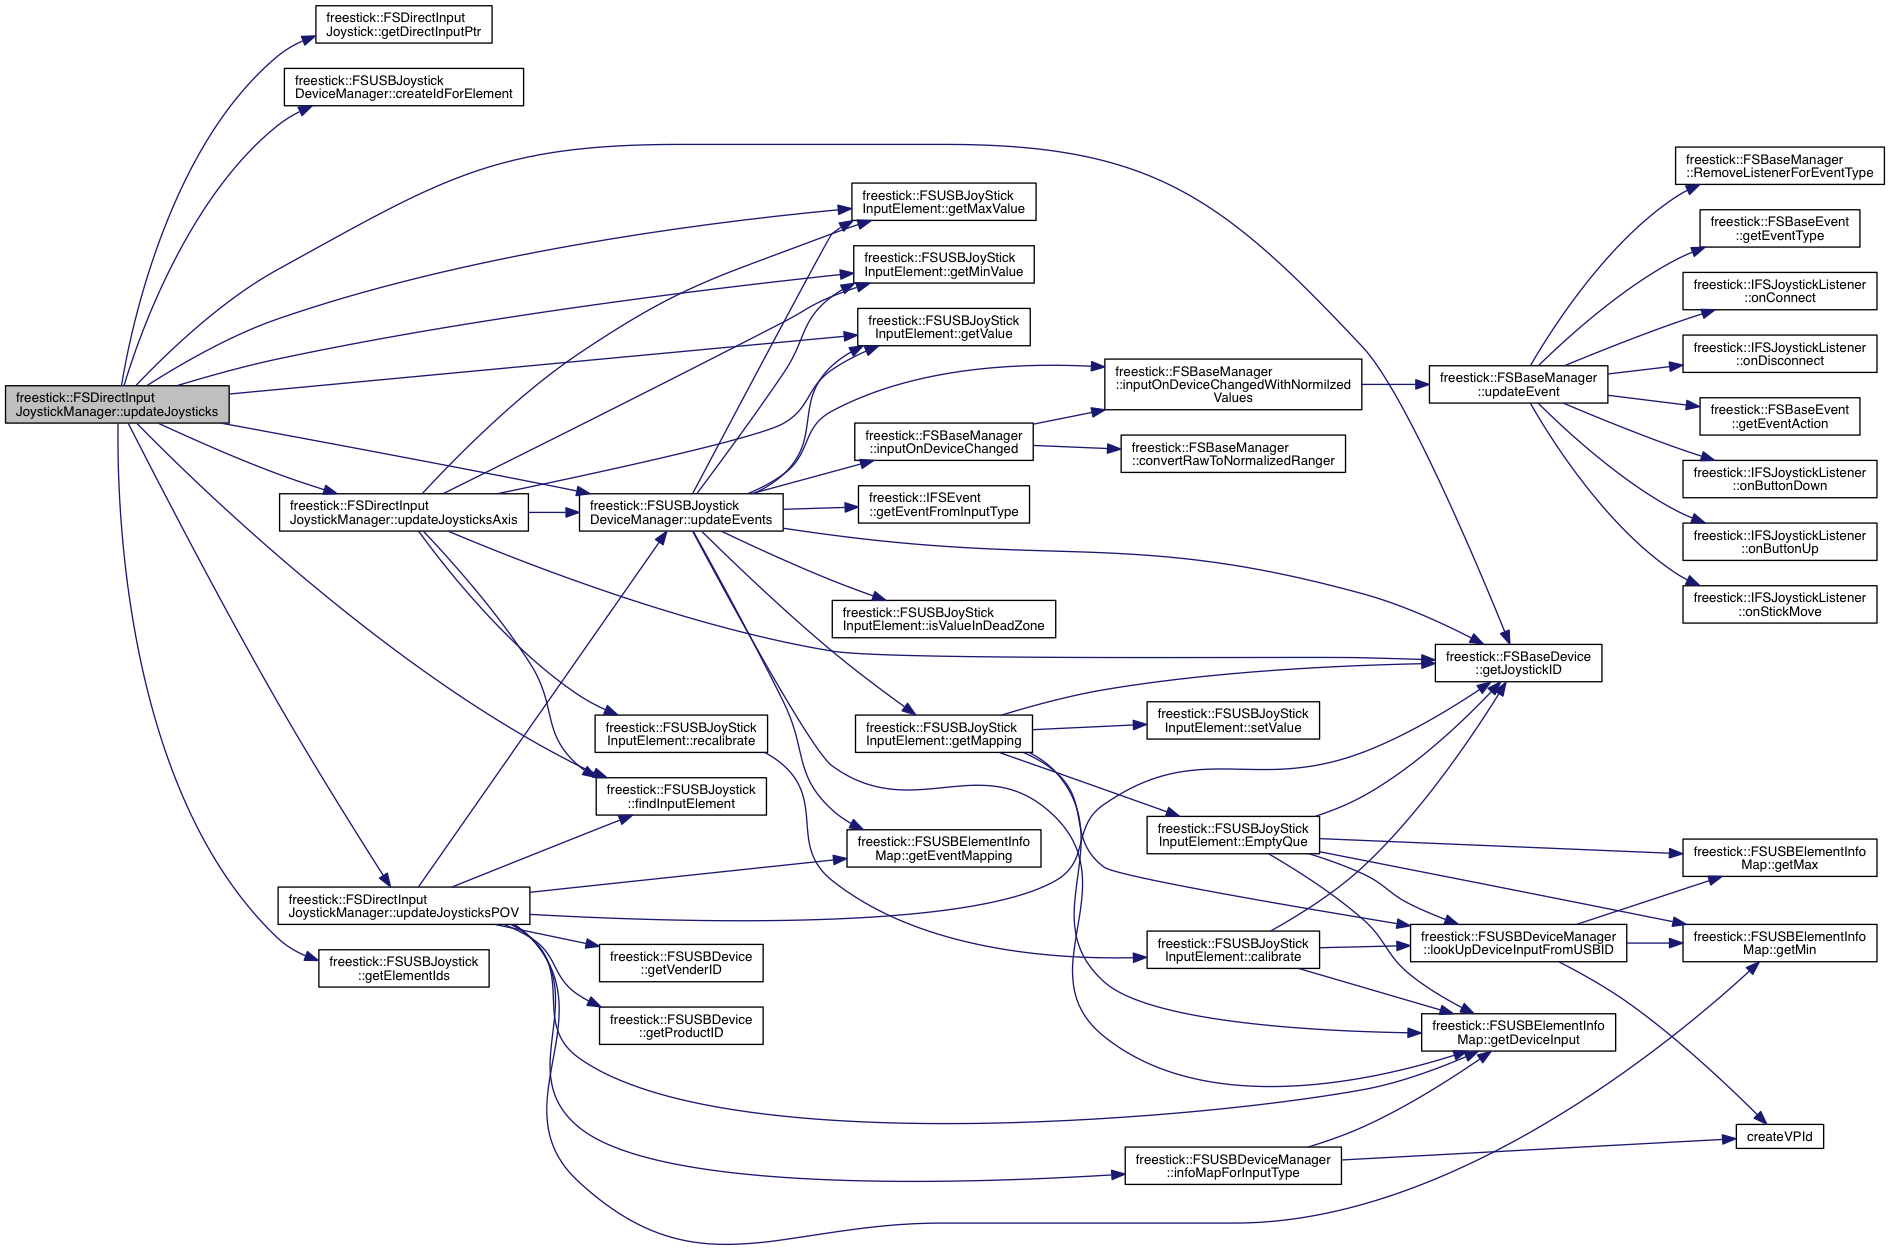 freestick::FSDirectInput
Joystick::getDirectInputPtr
freestick::FSUSBJoystick
DeviceManager::createIdForElement
freestick::FSDirectInput
JoystickManager::updateJoysticks
freestick::FSDirectInput
JoystickManager::updateJoysticksAxis
freestick::FSDirectInput
JoystickManager::updateJoysticksPOV
freestick::FSUSBJoystick
::getElementIds
freestick::FSUSBJoystick
DeviceManager::updateEvents
freestick::FSUSBJoyStick
InputElement::recalibrate
freestick::FSUSBJoystick
::findInputElement
freestick::FSUSBDevice
::getVenderID
freestick::FSUSBDevice
::getProductID
freestick::FSUSBJoyStick
InputElement::getMaxValue
freestick::FSUSBJoyStick
InputElement::getMinValue
freestick::FSUSBJoyStick
InputElement::getValue
freestick::FSBaseManager
::inputOnDeviceChanged
freestick::IFSEvent
::getEventFromInputType
freestick::FSUSBJoyStick
InputElement::isValueInDeadZone
freestick::FSUSBJoyStick
InputElement::getMapping
freestick::FSUSBElementInfo
Map::getEventMapping
freestick::FSBaseManager
::inputOnDeviceChangedWithNormilzed
Values
freestick::FSBaseManager
::convertRawToNormalizedRanger
freestick::FSUSBJoyStick
InputElement::setValue
freestick::FSUSBJoyStick
InputElement::EmptyQue
freestick::FSUSBJoyStick
InputElement::calibrate
freestick::FSUSBDeviceManager
::infoMapForInputType
freestick::FSBaseManager
::updateEvent
freestick::FSBaseDevice
::getJoystickID
freestick::FSUSBDeviceManager
::lookUpDeviceInputFromUSBID
freestick::FSUSBElementInfo
Map::getDeviceInput
freestick::FSBaseManager
::RemoveListenerForEventType
freestick::FSBaseEvent
::getEventType
freestick::IFSJoystickListener
::onConnect
freestick::IFSJoystickListener
::onDisconnect
freestick::FSBaseEvent
::getEventAction
freestick::IFSJoystickListener
::onButtonDown
freestick::IFSJoystickListener
::onButtonUp
freestick::IFSJoystickListener
::onStickMove
freestick::FSUSBElementInfo
Map::getMax
freestick::FSUSBElementInfo
Map::getMin
createVPId